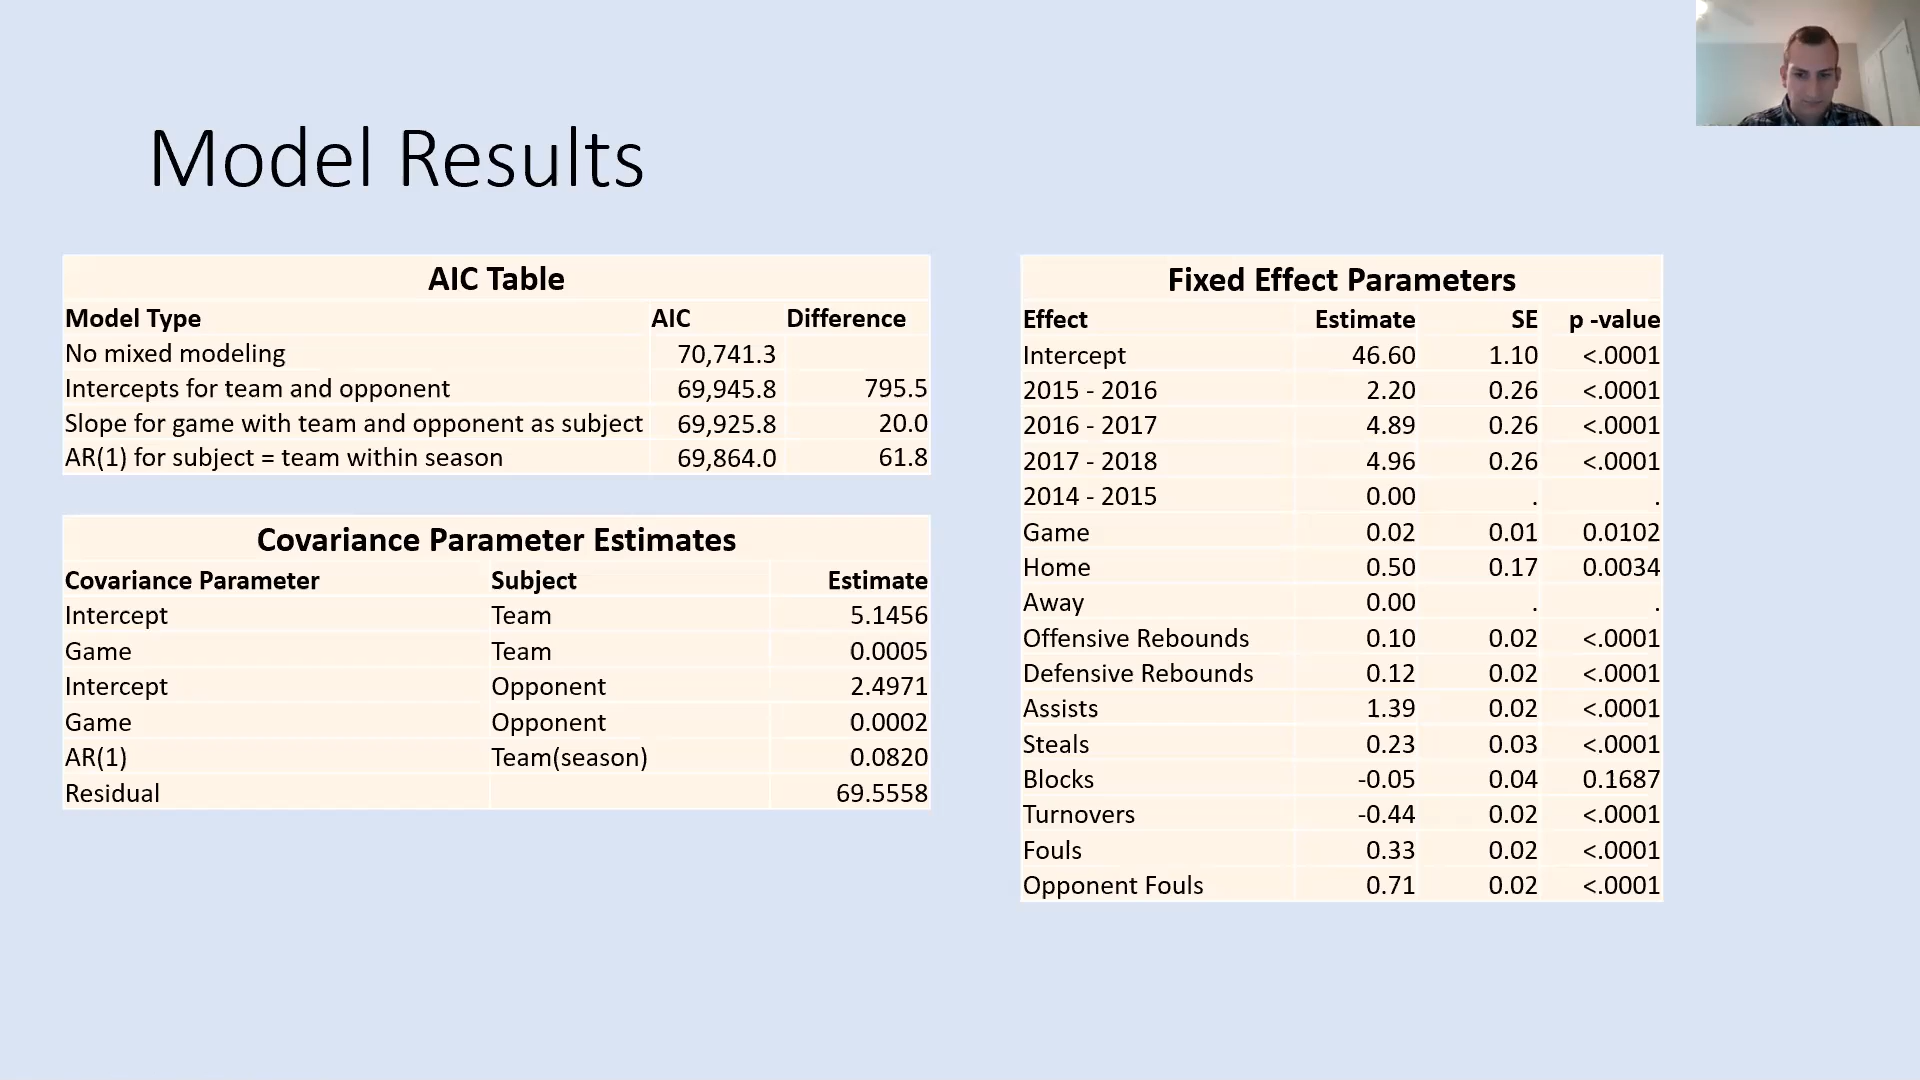 Model Results
AIC Table
Model Type AIC Difference
No mixed modeling 70,741.3
Intercepts for team and opponent 69,945.8 795.5
Slope for game with team and opponent as subject 69,925.8 20.0
AR(1) for subject = team within season 69,864.0 61.8
Covariance Parameter Estimates
Covariance Parameter Subject Estimate
Intercept Team 5.1456
Game Team 0.0005
Intercept Opponent 2.4971
Game Opponent 0.0002
AR(1) Team(season) 0.0820
Residual 69.5558
Fixed Effect Parameters
Effect Estimate SE p -value
Intercept 46.60 1.10 <.0001
2015 - 2016 2.20 0.26 <.0001
2016 - 2017 4.89 0.26 <.0001
2017 - 2018 4.96 0.26 <.0001
2014 - 2015 0.00 . .
Game 0.02 0.01 0.0102
Home 0.50 0.17 0.0034
Away 0.00 . .
Offensive Rebounds 0.10 0.02 <.0001
Defensive Rebounds 0.12 0.02 <.0001
Assists 1.39 0.02 <.0001
Steals 0.23 0.03 <.0001
Blocks -0.05 0.04 0.1687
Turnovers -0.44 0.02 <.0001
Fouls 0.33 0.02 <.0001
Opponent Fouls 0.71 0.02 <.0001